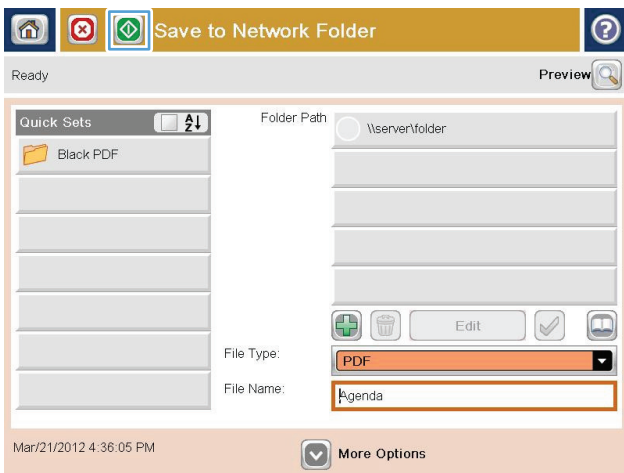 Save to Network Folder
Ready
Preview
Quick Sets
AZ
Folder Path
\\server\folder
Black PDF
Edit
File Type:
PDF
File Name:
Agenda
Mar/21/2012 4:36:05 PM
More Options